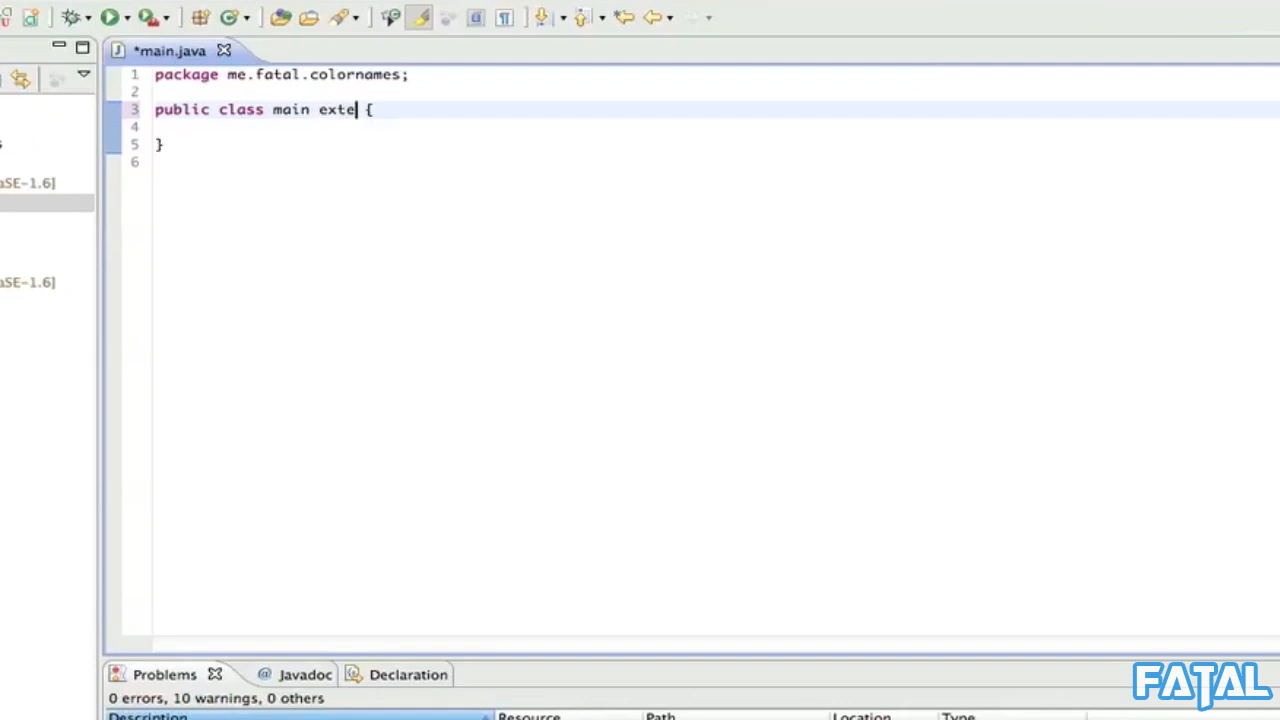 *main.java
1 package me.fatal.colornames;
2
3 public class main exte {
4
5 }
6
aSE-1.6]
aSE-1.6]
Problems @ Javadoc Declaration
0 errors, 10 warnings, 0 others
Description Resource Path Location Type
FATAL